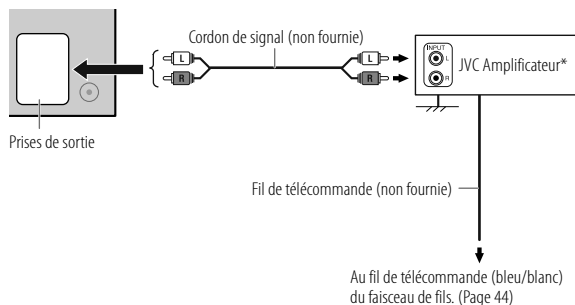 Cordon de signal (non fournie)
L
R
L
R
INPUT
L
R
JVC Amplificateur*
Prises de sortie
Fil de télécommande (non fournie)
Au fil de télécommande (bleu/blanc)
du faisceau de fils. (Page 44)